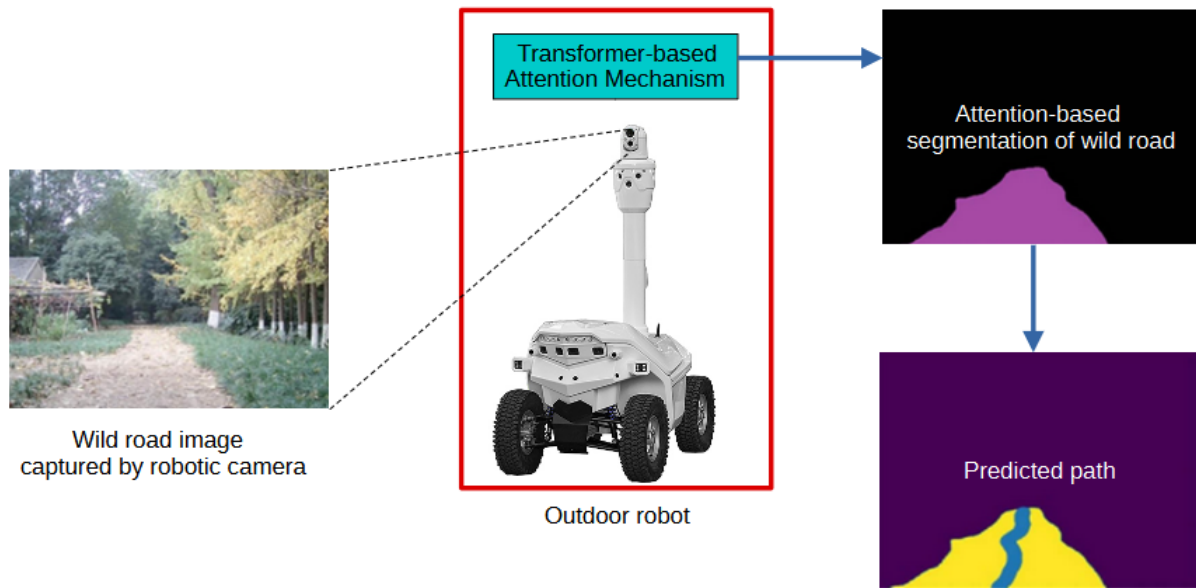 Transformer-based
Attention Mechanism
Attention-based
segmentation of wild road
Wild road image
captured by robotic camera
Predicted path
Outdoor robot